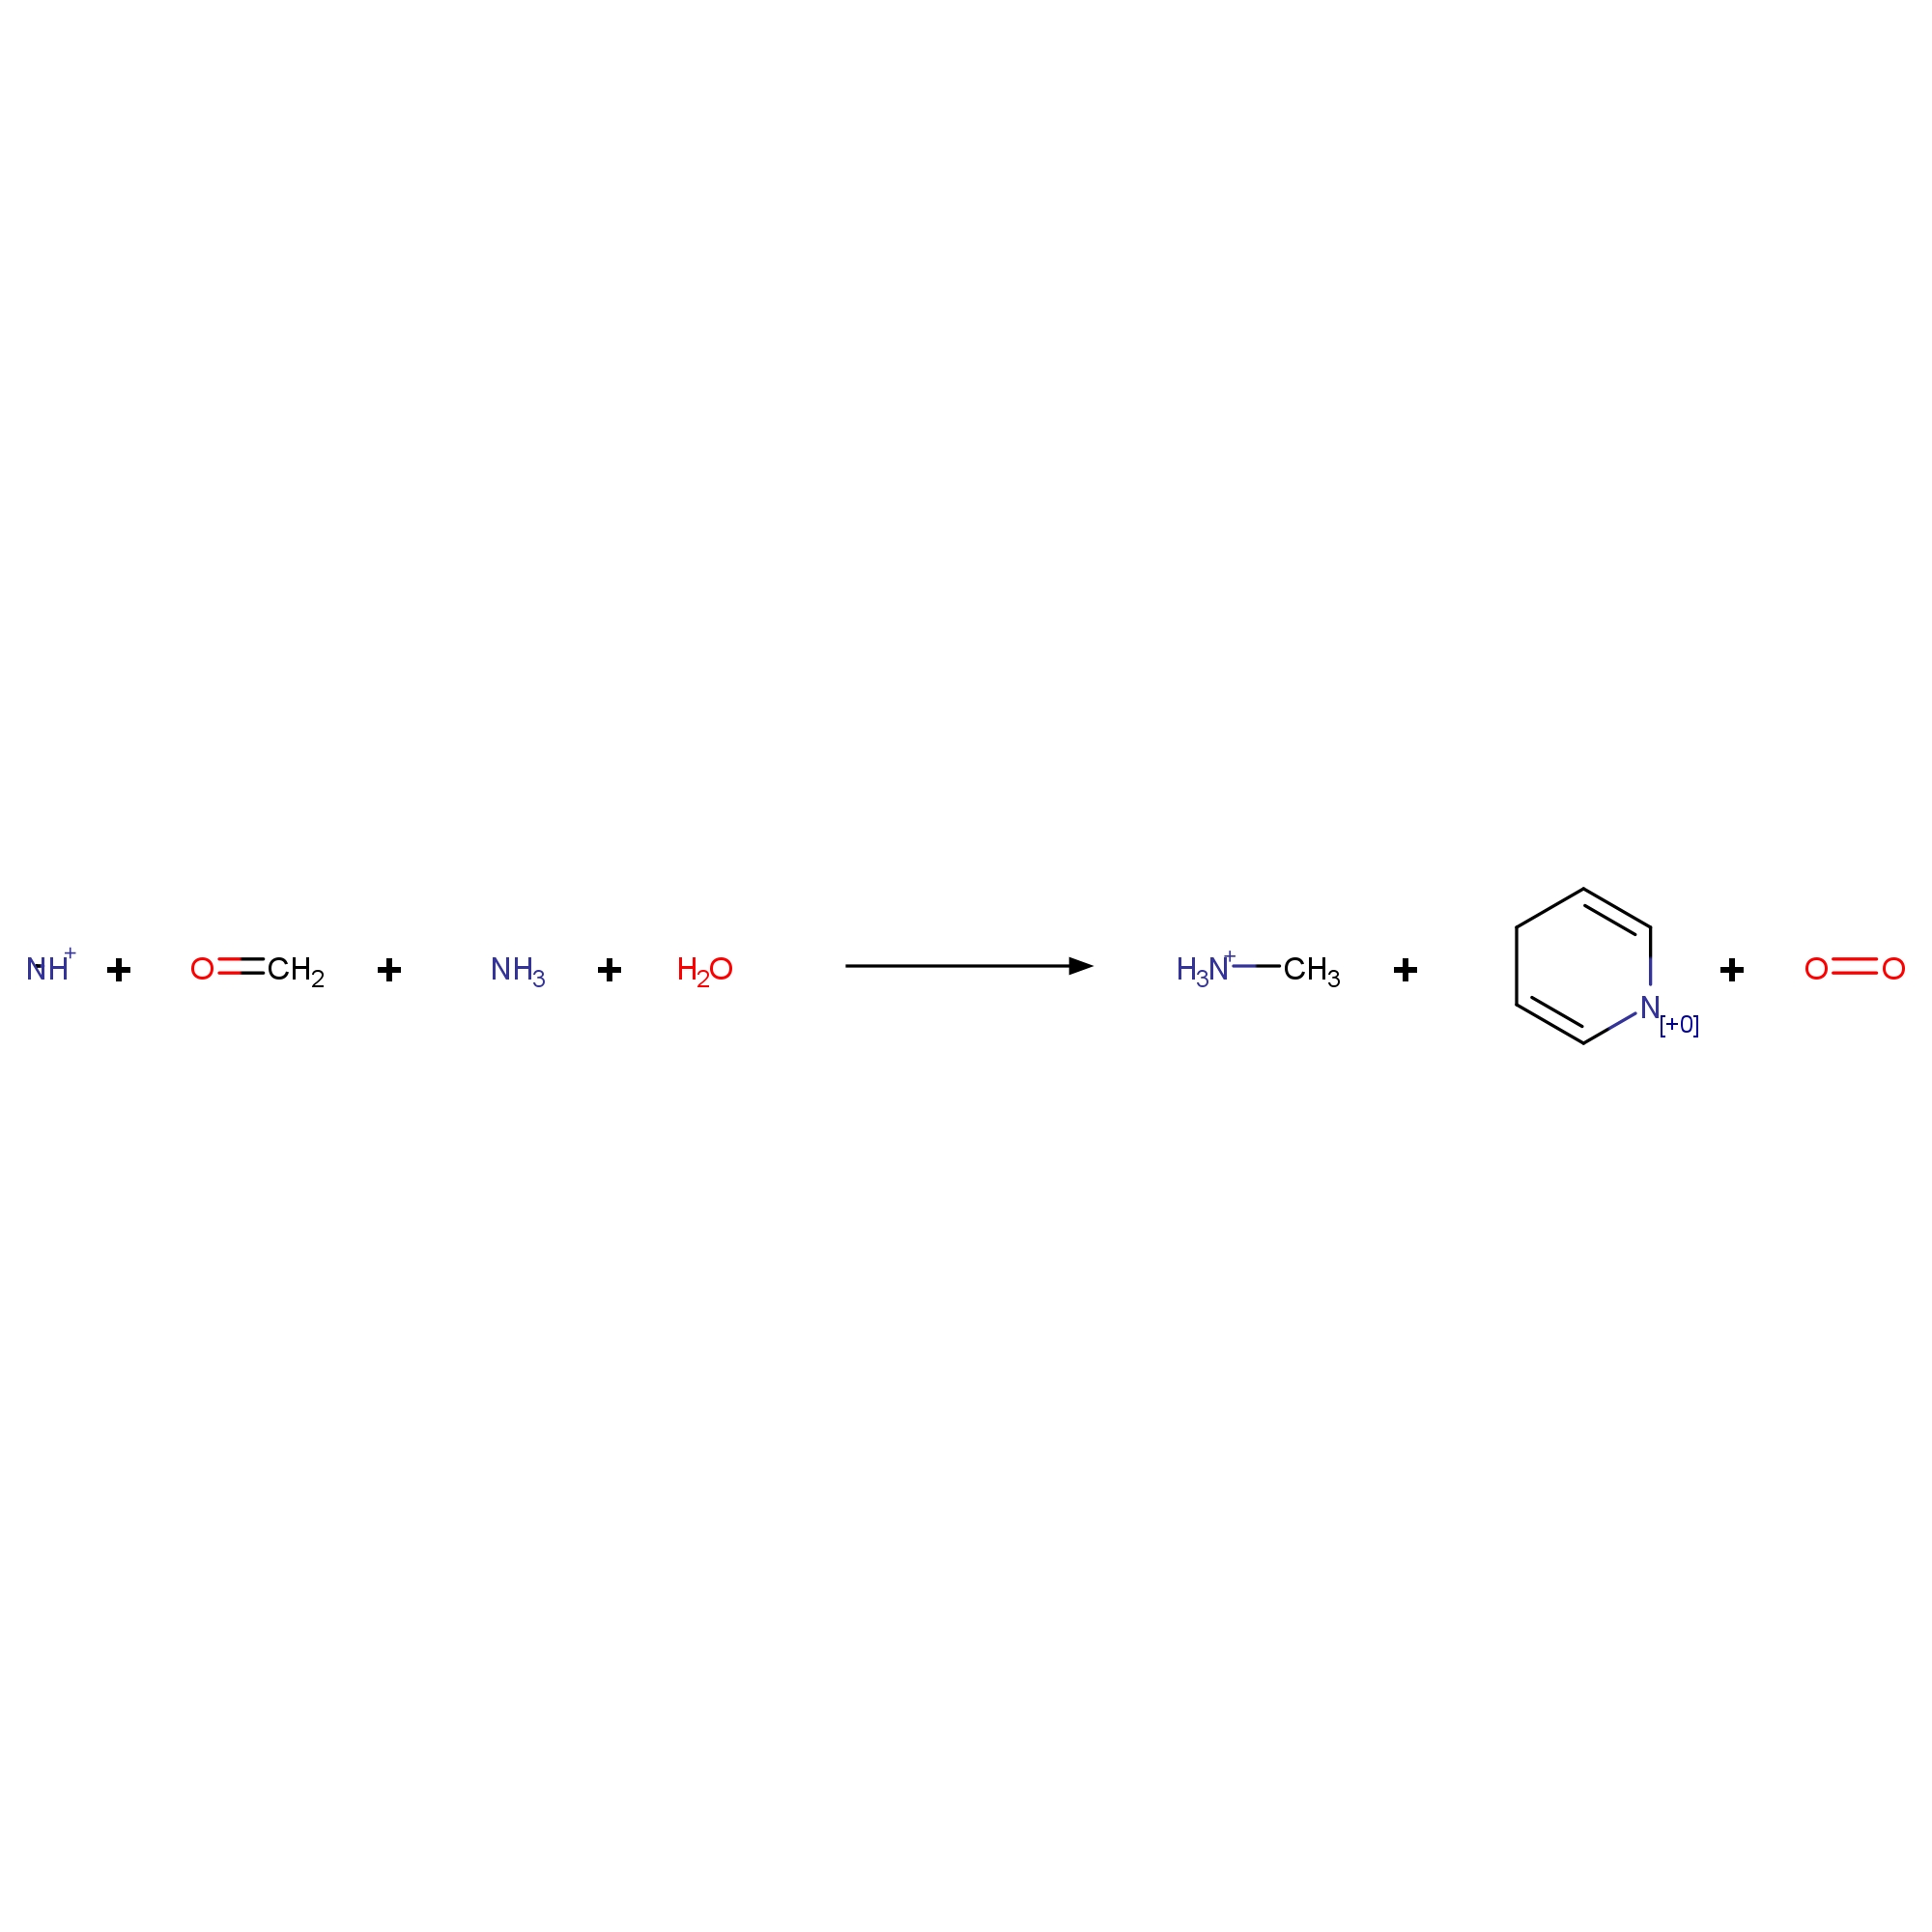 NH+ + O CH2 + NH3 + H2O H3N+ CH3 + N[+0] + O O